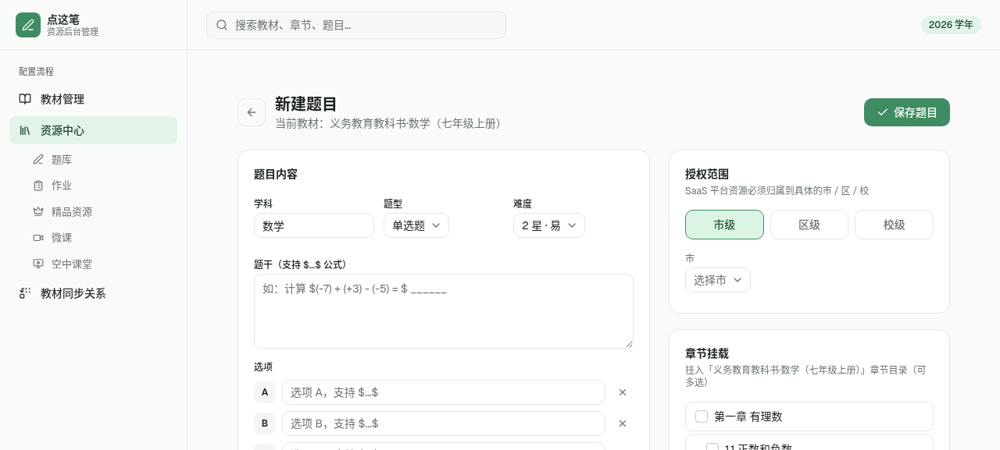 点这笔
资源后台管理
搜索教材、章节、题目…
2026 学年
配置流程
教材管理
资源中心
题库
作业
精品资源
微课
空中课堂
教材同步关系
新建题目
当前教材：义务教育教科书·数学（七年级上册）
保存题目
题目内容
学科
题型
难度
数学
单选题
2 星 · 易
题干（支持 $…$ 公式）
如：计算 $(-7) + (+3) - (-5) = $ ______
选项
A
选项 A，支持 $…$
B
选项 B，支持 $…$
授权范围
SaaS 平台资源必须归属到具体的市 / 区 / 校
市级
区级
校级
市
选择市
章节挂载
挂入「义务教育教科书·数学（七年级上册）」章节目录（可
多选）
第一章 有理数
1.1 正数和负数